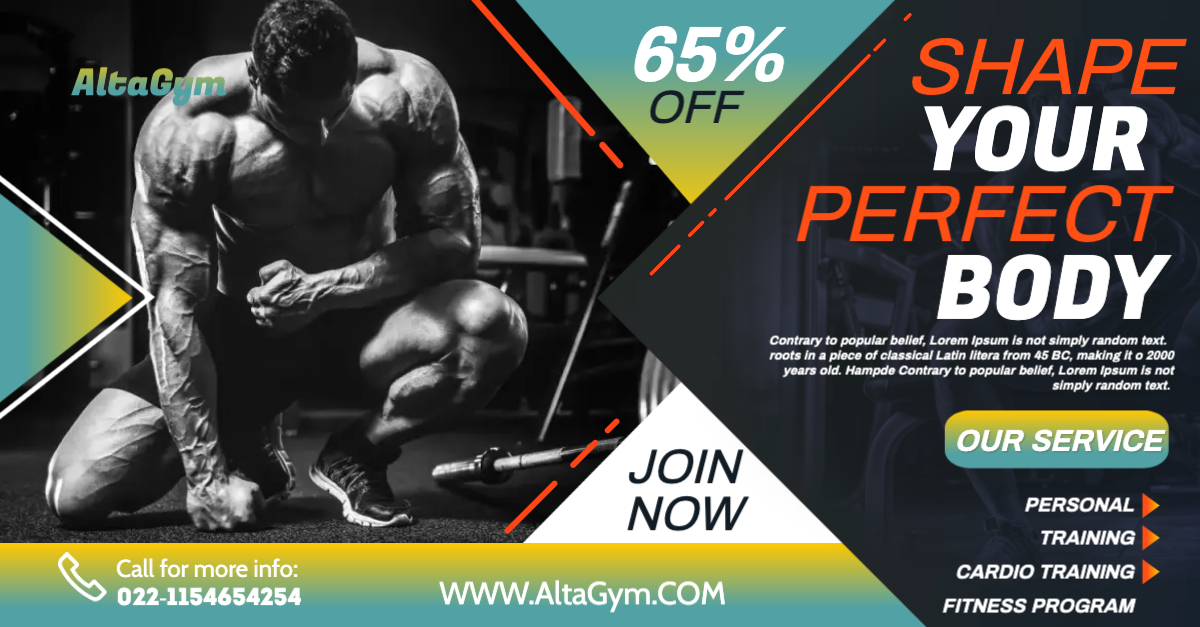 AltaGym
65%
OFF
SHAPE
YOUR
PERFECT
BODY
Contrary to popular belief, Lorem Ipsum is not simply random text.
roots in a piece of classical Latin litera from 45 BC, making it o 2000
years old. Hampde Contrary to popular belief, Lorem Ipsum is not
simply random text.
OUR SERVICE
PERSONAL
TRAINING
CARDIO TRAINING
FITNESS PROGRAM
JOIN
NOW
Call for more info:
022-1154654254
WWW.AltaGym.COM